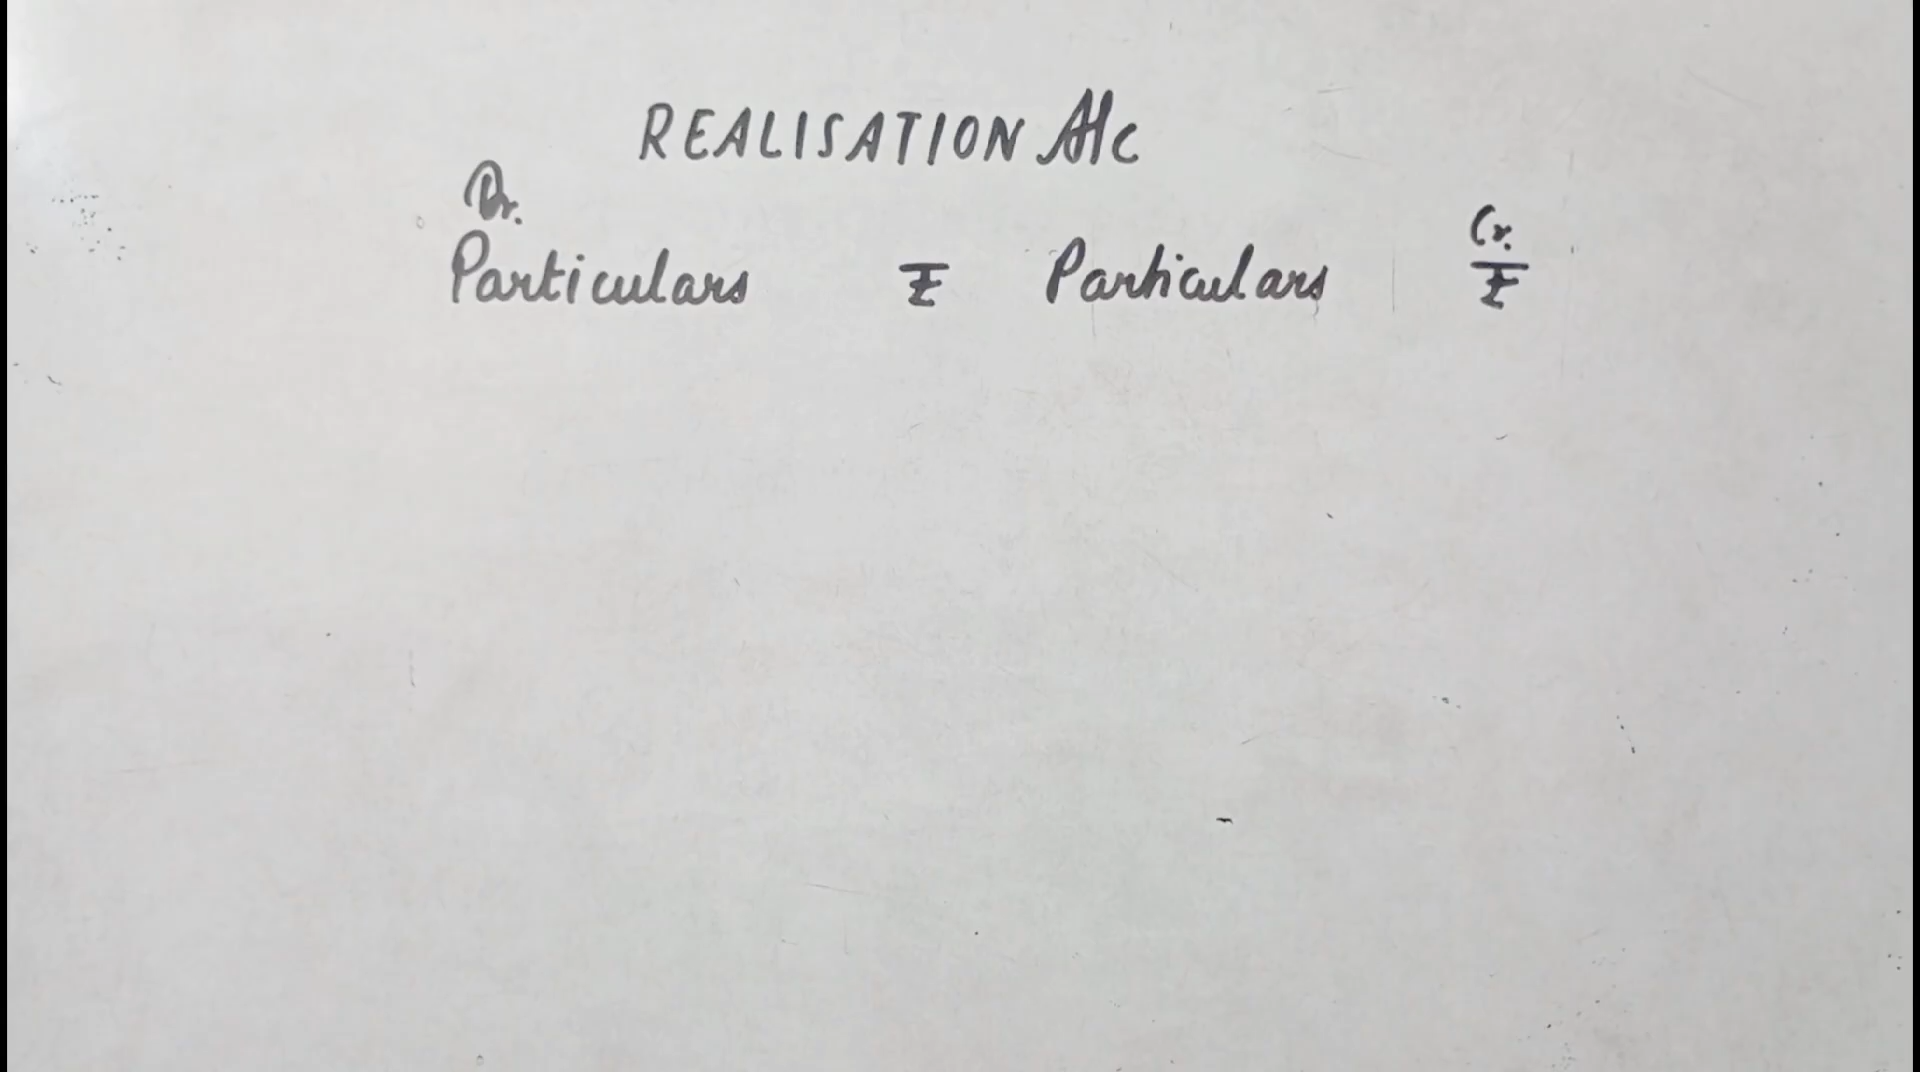 REALISATION A/c
Dr.
Cr.
Particulars ₹ Particulars ₹